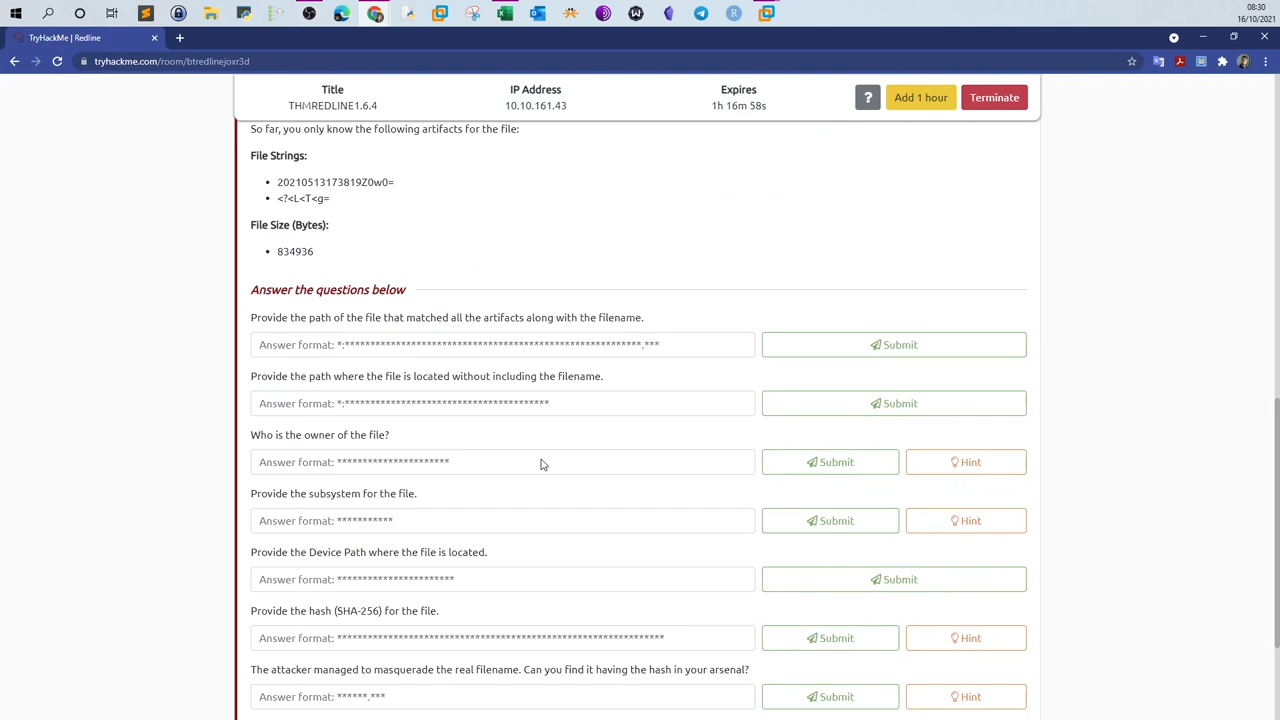 08:30
16/10/2021
TryHackMe | Redline
tryhackme.com/room/btredlinejoxr3d
Title
IP Address
Expires
THMREDLINE1.6.4
10.10.161.43
1h 16m 58s
?
Add 1 hour
Terminate
So far, you only know the following artifacts for the file:
File Strings:
20210513173819Z0w0=
<?<L<T<g=
File Size (Bytes):
834936
Answer the questions below
Provide the path of the file that matched all the artifacts along with the filename.
Answer format: *:**********************************************************.***
Submit
Provide the path where the file is located without including the filename.
Answer format: *:****************************************
Submit
Who is the owner of the file?
Answer format: **********************
Submit
Hint
Provide the subsystem for the file.
Answer format: ***********
Submit
Hint
Provide the Device Path where the file is located.
Answer format: ***********************
Submit
Provide the hash (SHA-256) for the file.
Answer format: ****************************************************************
Submit
Hint
The attacker managed to masquerade the real filename. Can you find it having the hash in your arsenal?
Answer format: ******.***
Submit
Hint